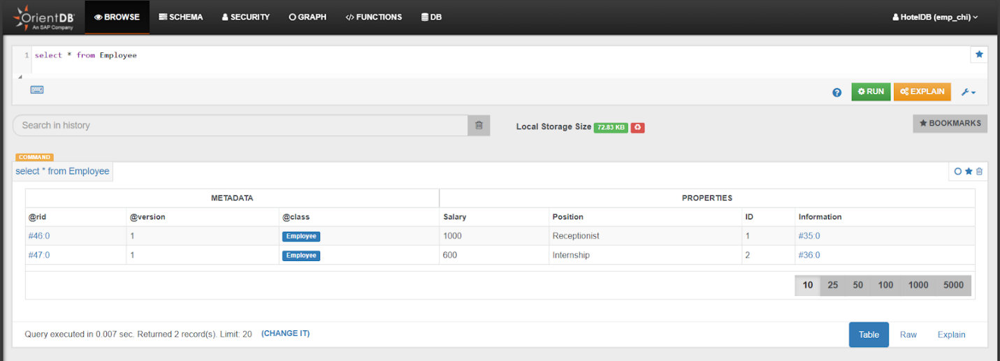 OrientDB®
An SAP Company
BROWSE SCHEMA SECURITY GRAPH FUNCTIONS DB HotelDB (emp_chi)
1 select * from Employee
RUN EXPLAIN
Search in history Local Storage Size 72.83 KB BOOKMARKS
COMMAND
select * from Employee
METADATA PROPERTIES
@rid @version @class Salary Position ID Information
#46:0 1 Employee 1000 Receptionist 1 #35:0
#47:0 1 Employee 600 Internship 2 #36:0
10 25 50 100 1000 5000
Query executed in 0.007 sec. Returned 2 record(s). Limit: 20 (CHANGE IT) Table Raw Explain